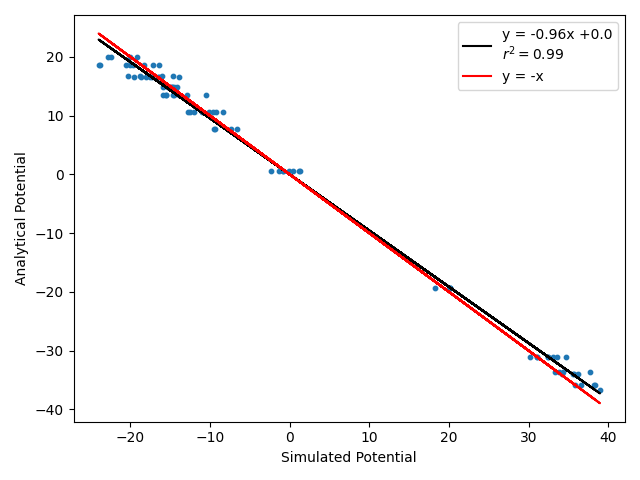 y = -0.96x +0.0
r² = 0.99
y = -x
20
10
0
−10
−20
−30
−40
Analytical Potential
−20
−10
0
10
20
30
40
Simulated Potential